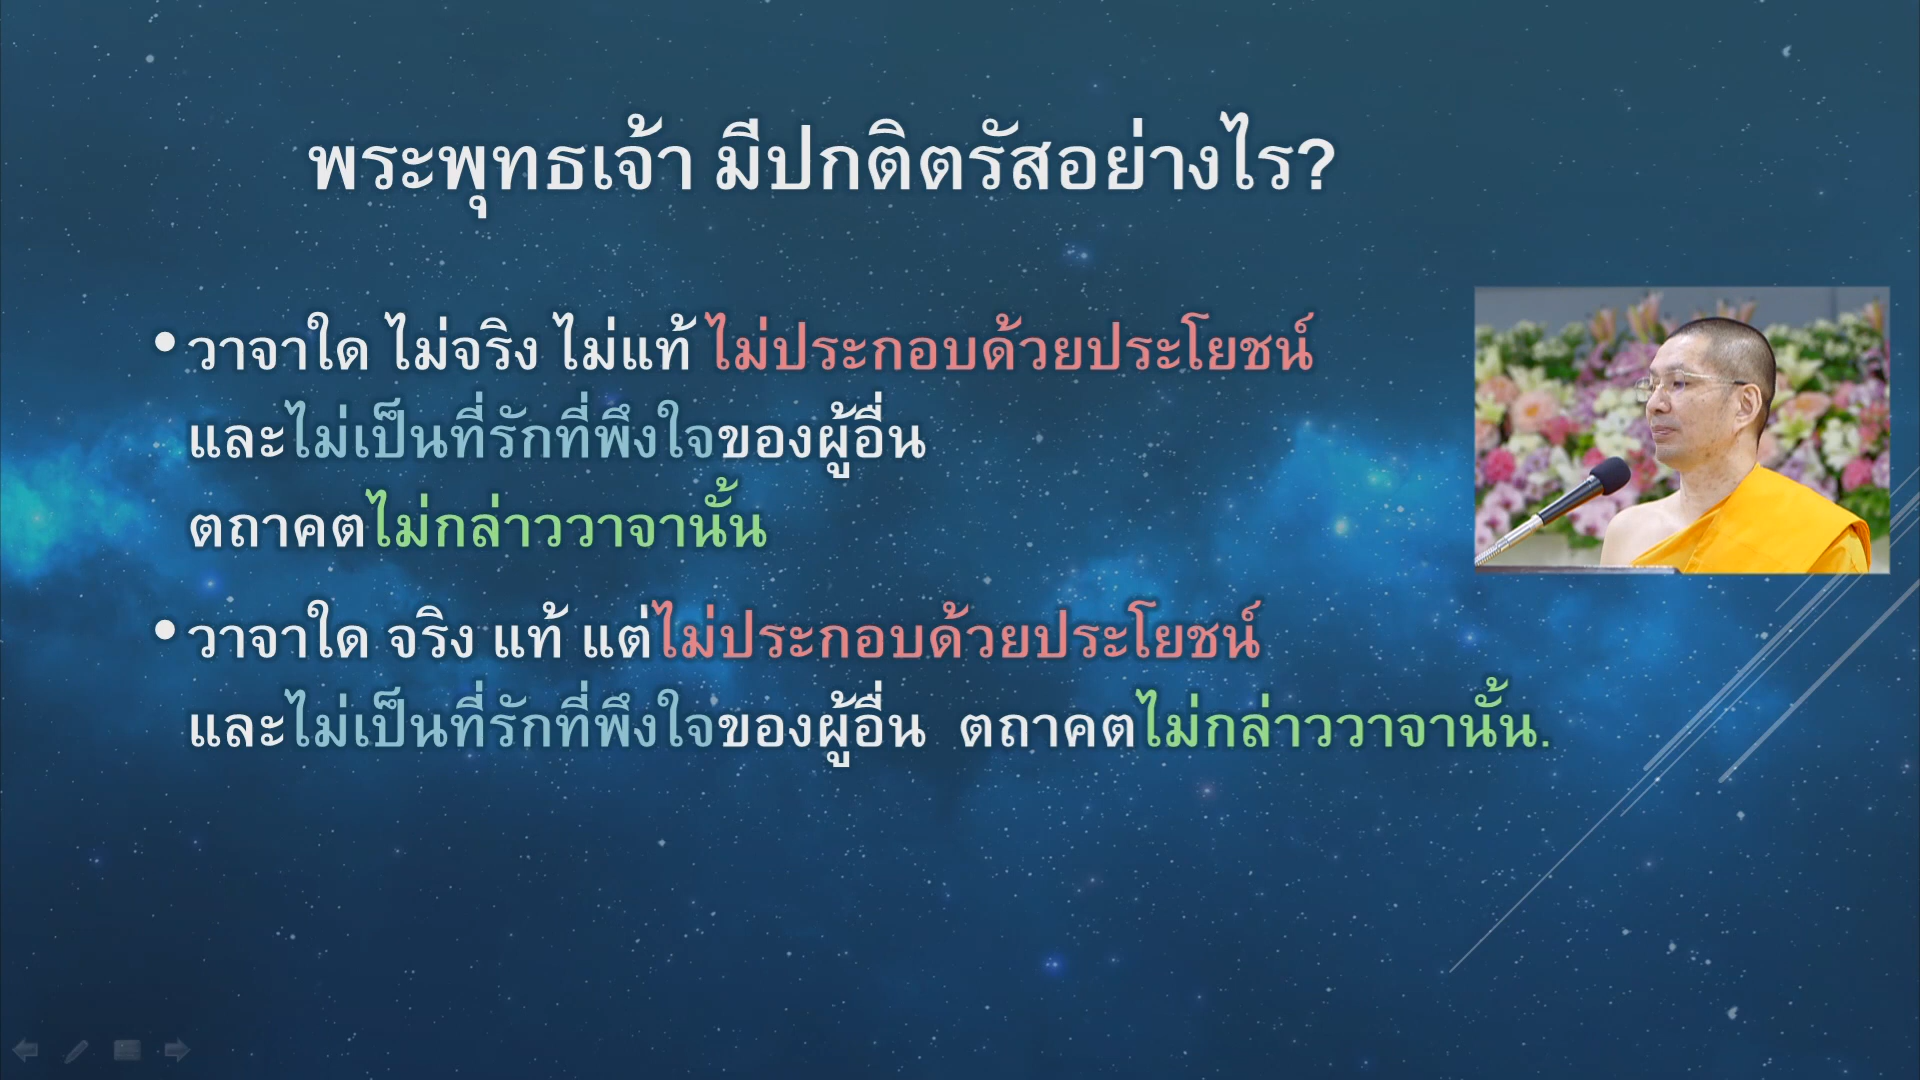 พระพุทธเจ้า มีปกติตรัสอย่างไร?
• วาจาใด ไม่จริง ไม่แท้ ไม่ประกอบด้วยประโยชน์
และไม่เป็นที่รักที่พึงใจของผู้อื่น
ตถาคตไม่กล่าววาจานั้น
• วาจาใด จริง แท้ แต่ไม่ประกอบด้วยประโยชน์
และไม่เป็นที่รักที่พึงใจของผู้อื่น ตถาคตไม่กล่าววาจานั้น.